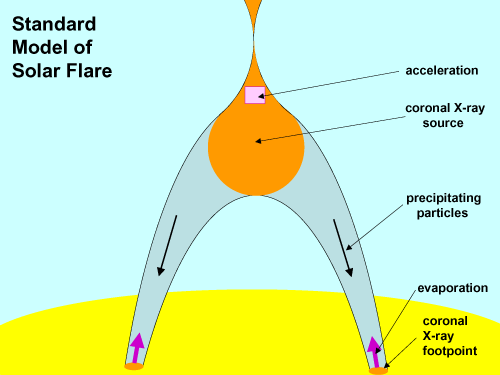 Standard
Model of
Solar Flare
acceleration
coronal X-ray
source
precipitating
particles
evaporation
coronal
X-ray
footpoint